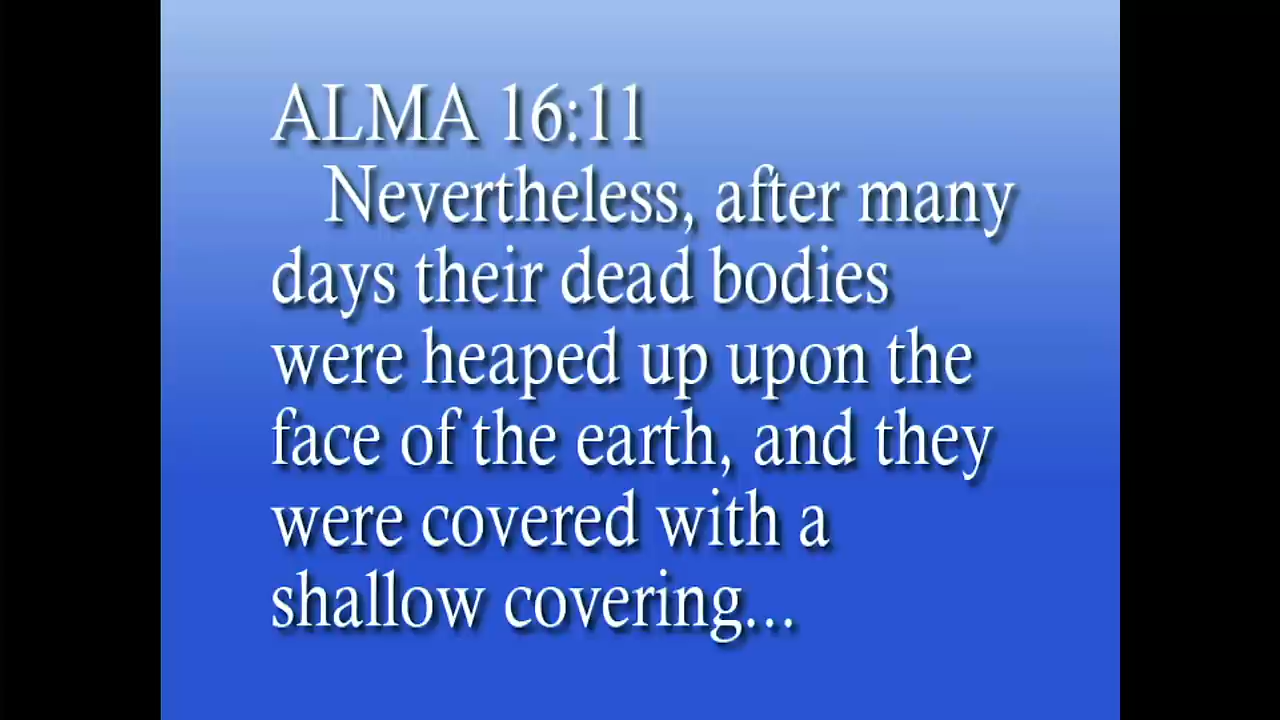 ALMA 16:11
Nevertheless, after many
days their dead bodies
were heaped up upon the
face of the earth, and they
were covered with a
shallow covering...